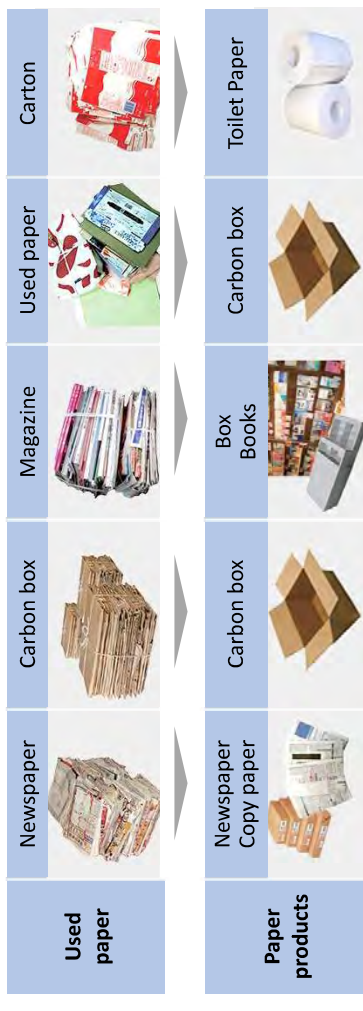 Used
paper
Newspaper
Carbon box
Magazine
Used paper
Carton
Paper
products
Newspaper
Copy paper
Carbon box
Box
Books
Carbon box
Toilet Paper